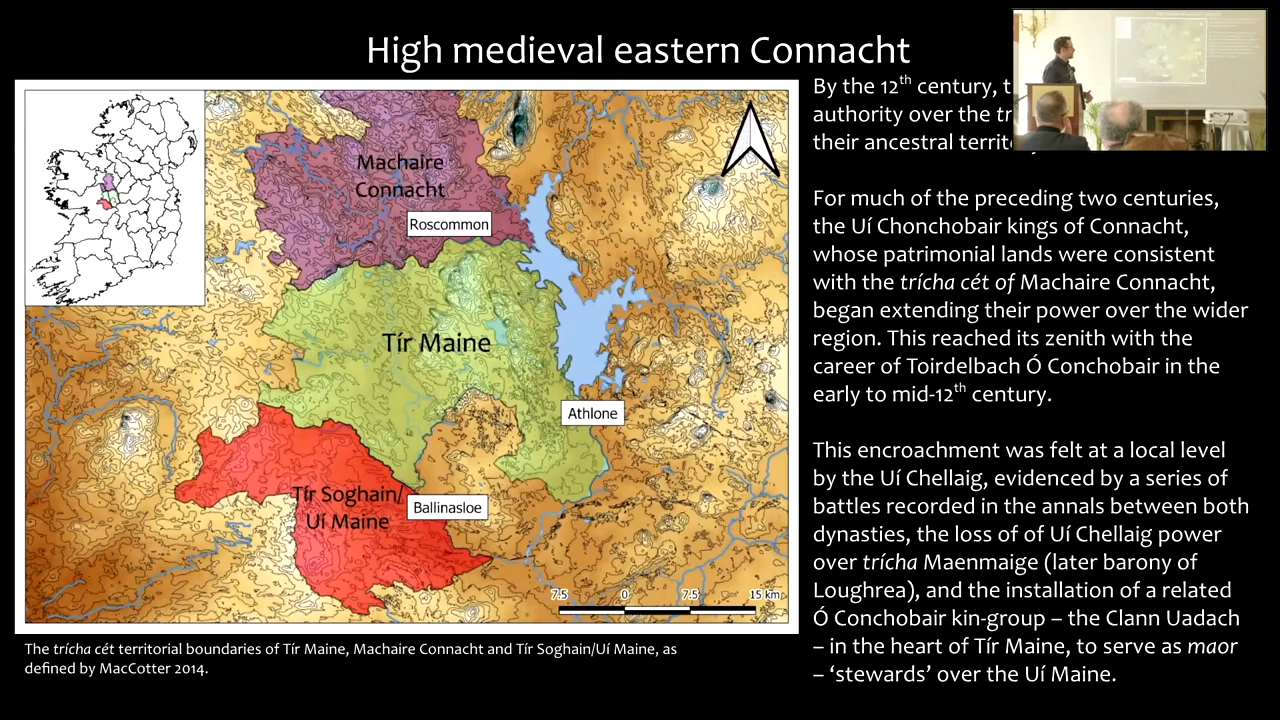 High medieval eastern Connacht
Machaire
Connacht
Roscommon
Tír Maine
Athlone
Tír Soghain/
Uí Maine
Ballinasloe
7.5 0 7.5 15 km
The trícha cét territorial boundaries of Tír Maine, Machaire Connacht and Tír Soghain/Uí Maine, as
defined by MacCotter 2014.
By the 12th century,
authority over the
their ancestral
For much of the preceding two centuries,
the Uí Chonchobair kings of Connacht,
whose patrimonial lands were consistent
with the trícha cét of Machaire Connacht,
began extending their power over the wider
region. This reached its zenith with the
career of Toirdelbach Ó Conchobair in the
early to mid-12th century.
This encroachment was felt at a local level
by the Uí Chellaig, evidenced by a series of
battles recorded in the annals between both
dynasties, the loss of of Uí Chellaig power
over trícha Maenmaige (later barony of
Loughrea), and the installation of a related
Ó Conchobair kin-group – the Clann Uadach
– in the heart of Tír Maine, to serve as maor
– ‘stewards’ over the Uí Maine.